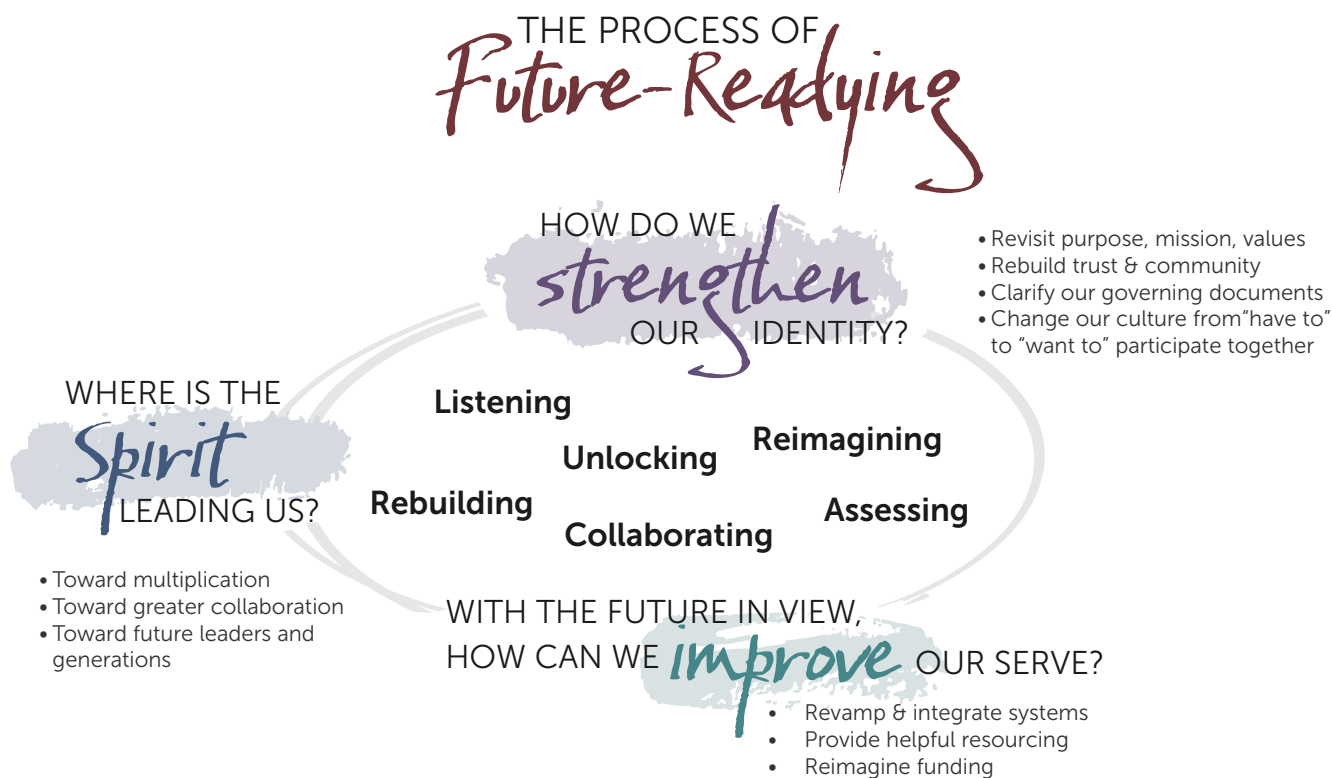 THE PROCESS OF
Future-Readying
HOW DO WE
strengthen
OUR IDENTITY?
• Revisit purpose, mission, values
• Rebuild trust & community
• Clarify our governing documents
• Change our culture from “have to”
to “want to” participate together
WHERE IS THE
Spirit
LEADING US?
• Toward multiplication
• Toward greater collaboration
• Toward future leaders and
generations
Listening
Unlocking
Reimagining
Rebuilding
Collaborating
Assessing
WITH THE FUTURE IN VIEW,
HOW CAN WE improve OUR SERVE?
• Revamp & integrate systems
• Provide helpful resourcing
• Reimagine funding